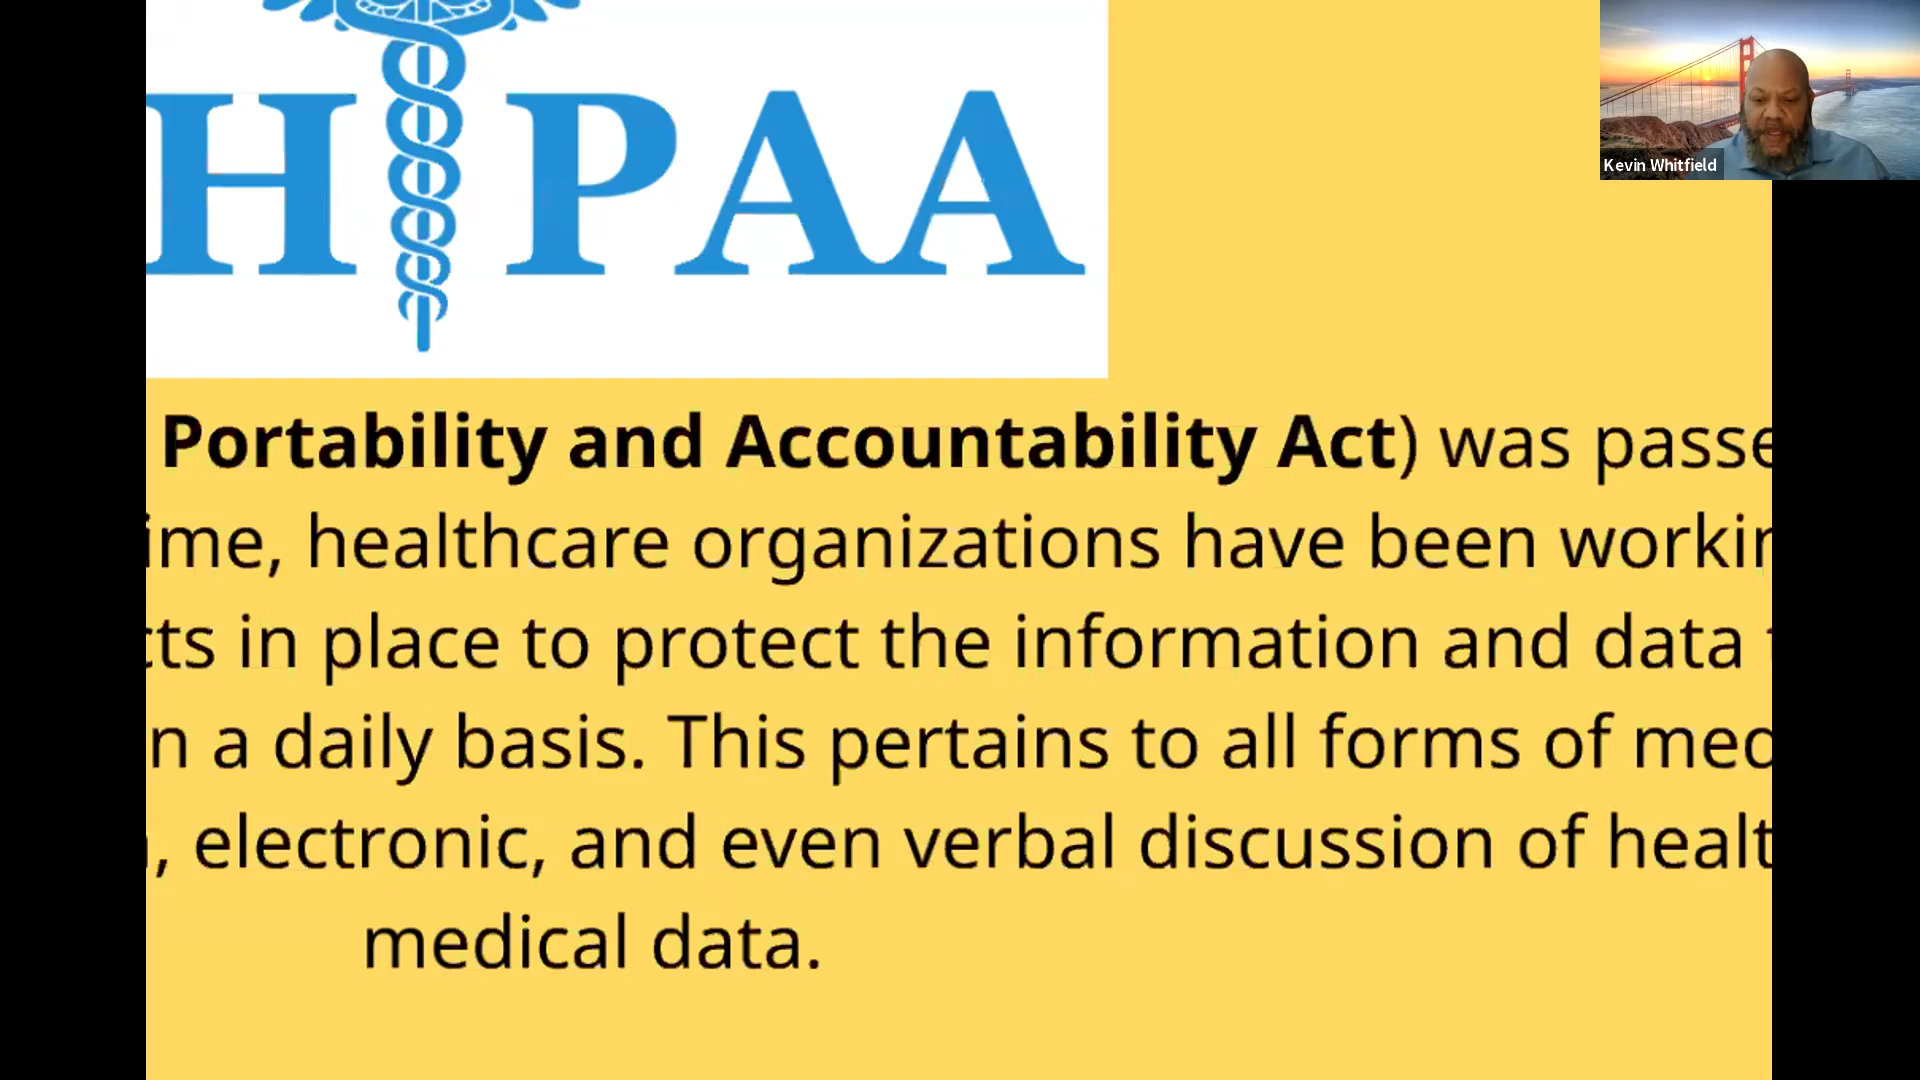 HIPAA
Kevin Whitfield
Portability and Accountability Act) was passe
ime, healthcare organizations have been workin
cts in place to protect the information and data
n a daily basis. This pertains to all forms of med
, electronic, and even verbal discussion of healt
medical data.